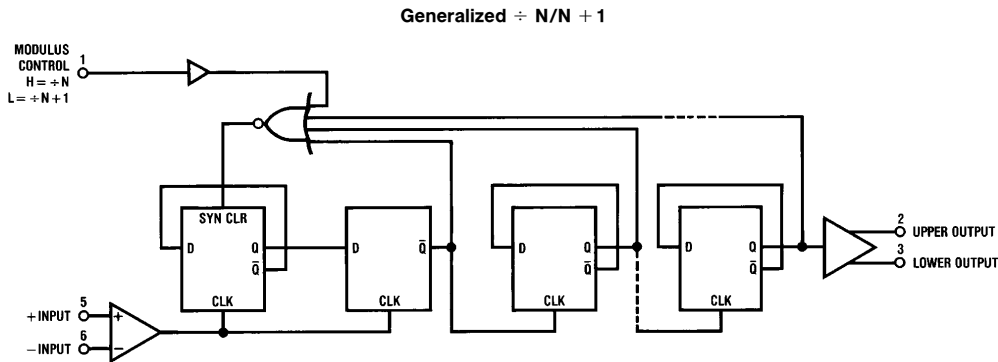 Generalized ÷ N/N + 1
MODULUS
CONTROL
H = ÷N
L = ÷N+1
1
SYN CLR
D
Q
Q̅
CLK
D
Q̅
CLK
D
Q
Q̅
CLK
D
Q
Q̅
CLK
2
UPPER OUTPUT
3
LOWER OUTPUT
+INPUT
5
+
−INPUT
6
−